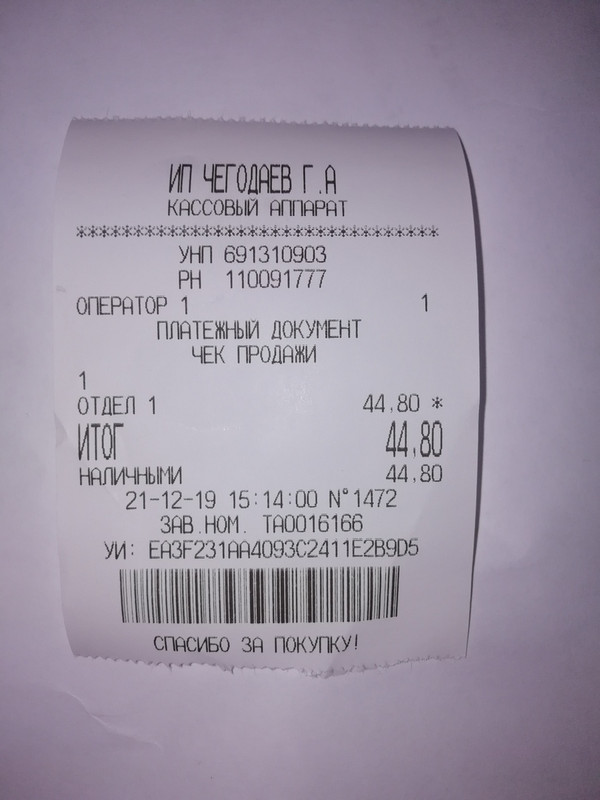 ИП ЧЕГОДАЕВ Г.А
КАССОВЫЙ АППАРАТ
**********************************
УНП 691310903
РН 110091777
ОПЕРАТОР 1 1
ПЛАТЕЖНЫЙ ДОКУМЕНТ
ЧЕК ПРОДАЖИ
1
ОТДЕЛ 1 44,80 *
ИТОГ 44,80
НАЛИЧНЫМИ 44,80
21-12-19 15:14:00 N°1472
ЗАВ.НОМ. ТА0016166
УИ: EA3F231AA4093C2411E2B9D5
СПАСИБО ЗА ПОКУПКУ!